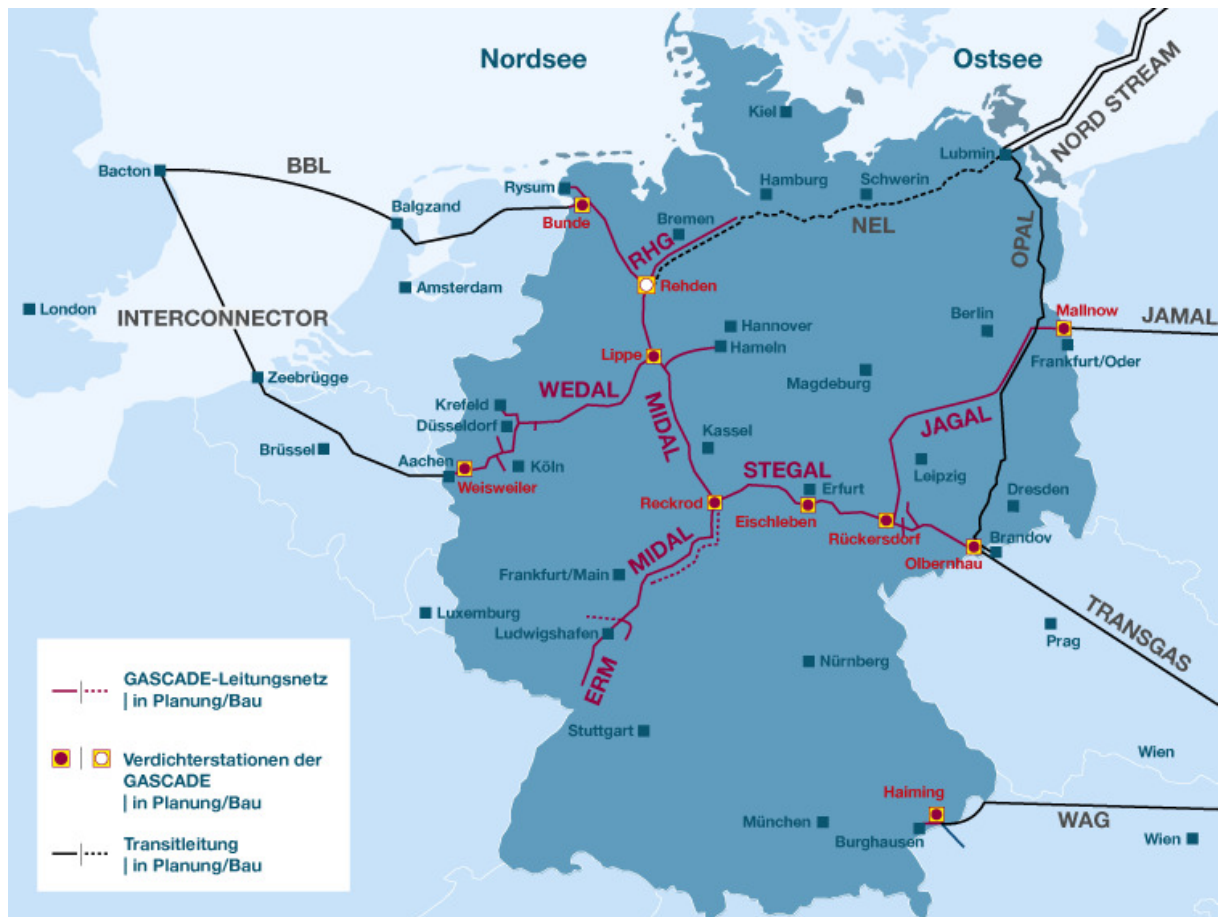 Nordsee
Ostsee
NORD STREAM
Kiel
Lubmin
Bacton
BBL
Rysum
Hamburg
Schwerin
Balgzand
Bunde
Bremen
NEL
OPAL
RHG
Rehden
Amsterdam
London
INTERCONNECTOR
Hannover
Berlin
Mallnow
JAMAL
Lippe
Hameln
Frankfurt/Oder
Zeebrügge
WEDAL
Magdeburg
Krefeld
MIDAL
JAGAL
Düsseldorf
Kassel
Brüssel
Aachen
Köln
STEGAL
Leipzig
Weisweiler
Erfurt
Dresden
Reckrod
Eischleben
Rückersdorf
Brandov
MIDAL
Olbernhau
Frankfurt/Main
Luxemburg
TRANSGAS
Ludwigshafen
Prag
Nürnberg
ERM
Stuttgart
Wien
Haiming
München
WAG
Burghausen
Wien
GASCADE-Leitungsnetz
| in Planung/Bau
Verdichterstationen der
GASCADE
| in Planung/Bau
Transitleitung
| in Planung/Bau